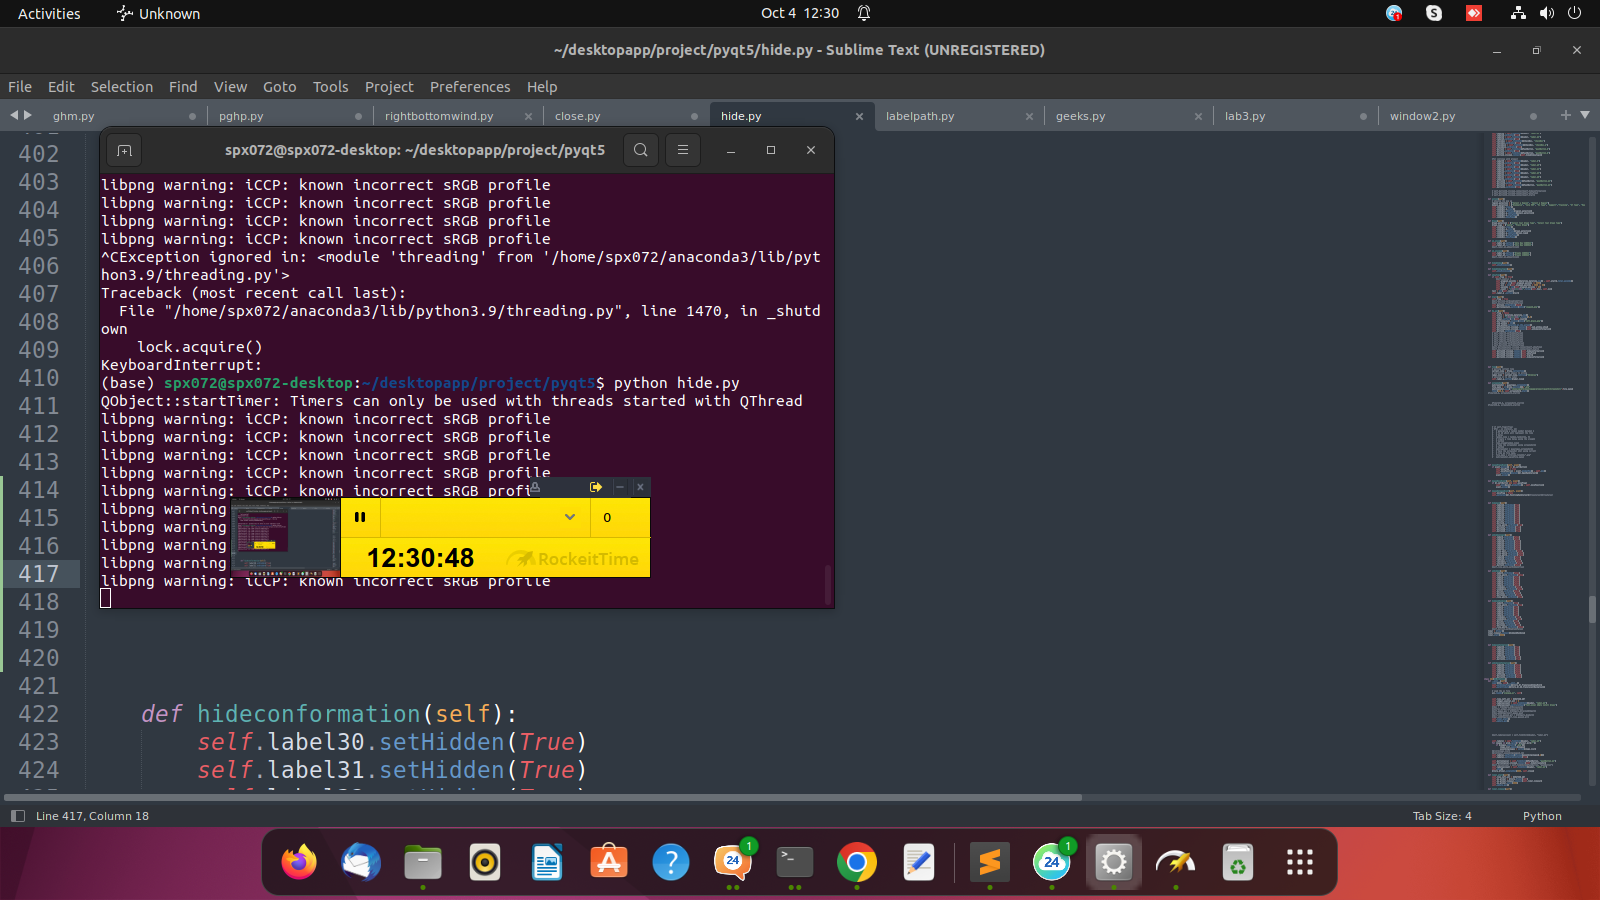 Activities
Unknown
Oct 4 12:30
~/desktopapp/project/pyqt5/hide.py - Sublime Text (UNREGISTERED)
File Edit Selection Find View Goto Tools Project Preferences Help
ghm.py
pghp.py
rightbottomwind.py
close.py
hide.py
labelpath.py
geeks.py
lab3.py
window2.py
spx072@spx072-desktop: ~/desktopapp/project/pyqt5
libpng warning: iCCP: known incorrect sRGB profile
libpng warning: iCCP: known incorrect sRGB profile
libpng warning: iCCP: known incorrect sRGB profile
libpng warning: iCCP: known incorrect sRGB profile
^CException ignored in: <module 'threading' from '/home/spx072/anaconda3/lib/pyt
hon3.9/threading.py'>
Traceback (most recent call last):
File "/home/spx072/anaconda3/lib/python3.9/threading.py", line 1470, in _shutd
own
lock.acquire()
KeyboardInterrupt:
(base) spx072@spx072-desktop:~/desktopapp/project/pyqt5$ python hide.py
QObject::startTimer: Timers can only be used with threads started with QThread
libpng warning: iCCP: known incorrect sRGB profile
libpng warning: iCCP: known incorrect sRGB profile
libpng warning: iCCP: known incorrect sRGB profile
libpng warning: iCCP: known incorrect sRGB profile
libpng warning: iCCP: known incorrect sRGB prof
libpng warning
libpng warning
libpng warning
libpng warning
libpng warning: iCCP: known incorrect sRGB profile
0
12:30:48
RockeitTime
402
403
404
405
406
407
408
409
410
411
412
413
414
415
416
417
418
419
420
421
422 def hideconformation(self):
423 self.label30.setHidden(True)
424 self.label31.setHidden(True)
Line 417, Column 18
Tab Size: 4
Python
24
1
24
1